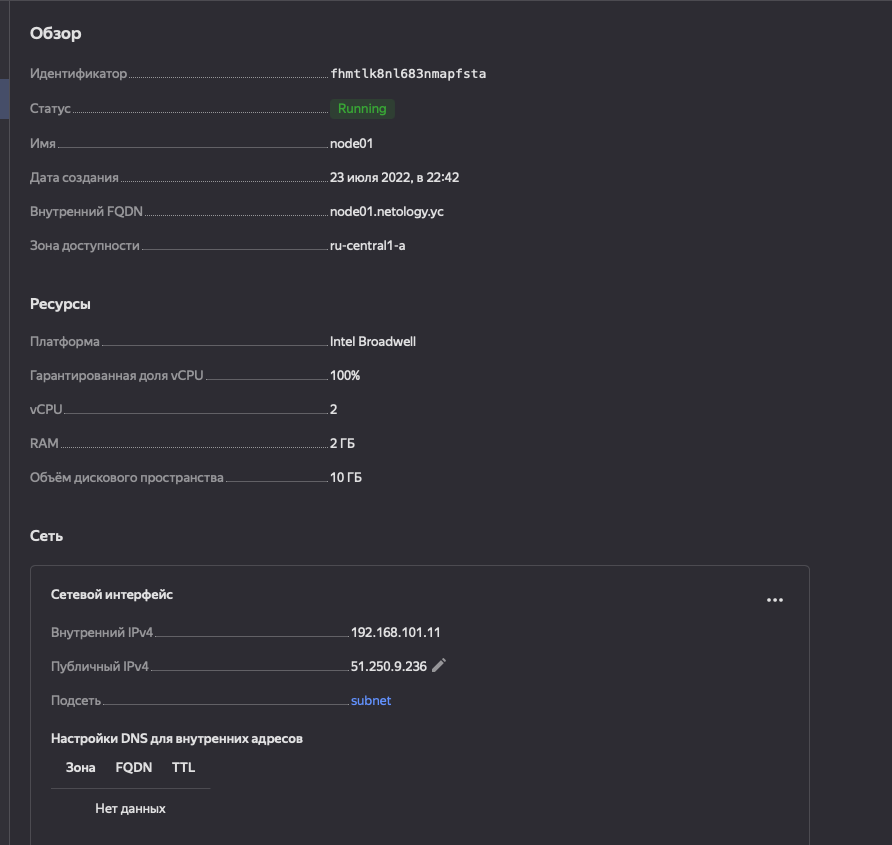 Обзор
Идентификатор fhmtlk8nl683nmapfsta
Статус Running
Имя node01
Дата создания 23 июля 2022, в 22:42
Внутренний FQDN node01.netology.yc
Зона доступности ru-central1-a
Ресурсы
Платформа Intel Broadwell
Гарантированная доля vCPU 100%
vCPU 2
RAM 2 ГБ
Объём дискового пространства 10 ГБ
Сеть
Сетевой интерфейс
Внутренний IPv4 192.168.101.11
Публичный IPv4 51.250.9.236
Подсеть subnet
Настройки DNS для внутренних адресов
Зона FQDN TTL
Нет данных